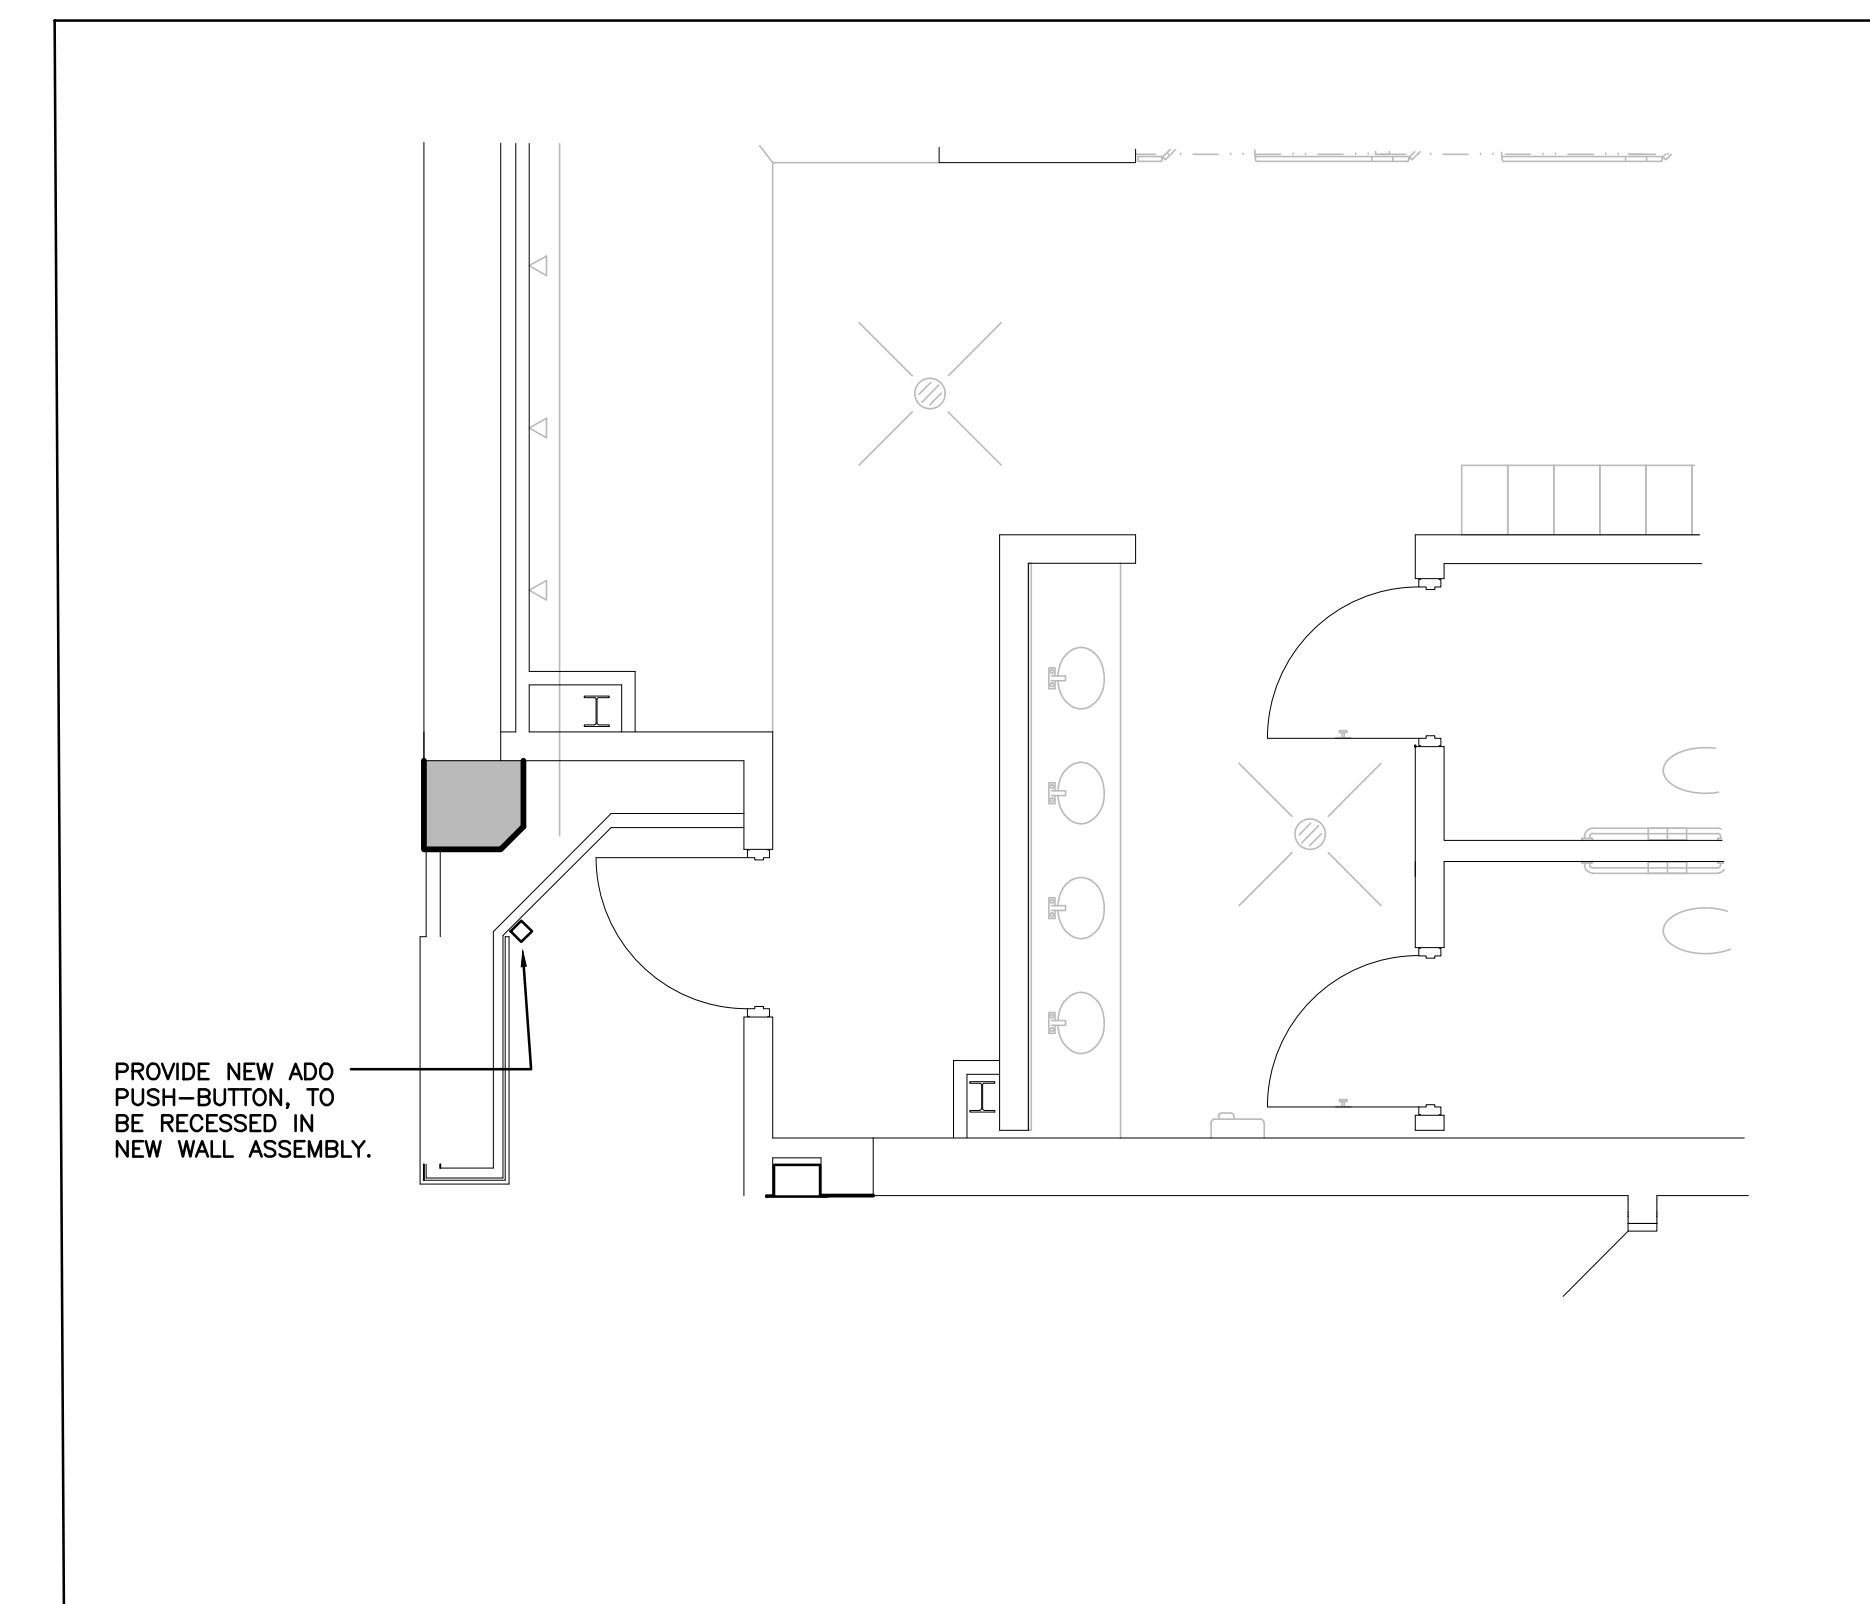 PROVIDE NEW ADO
PUSH-BUTTON, TO
BE RECESSED IN
NEW WALL ASSEMBLY.